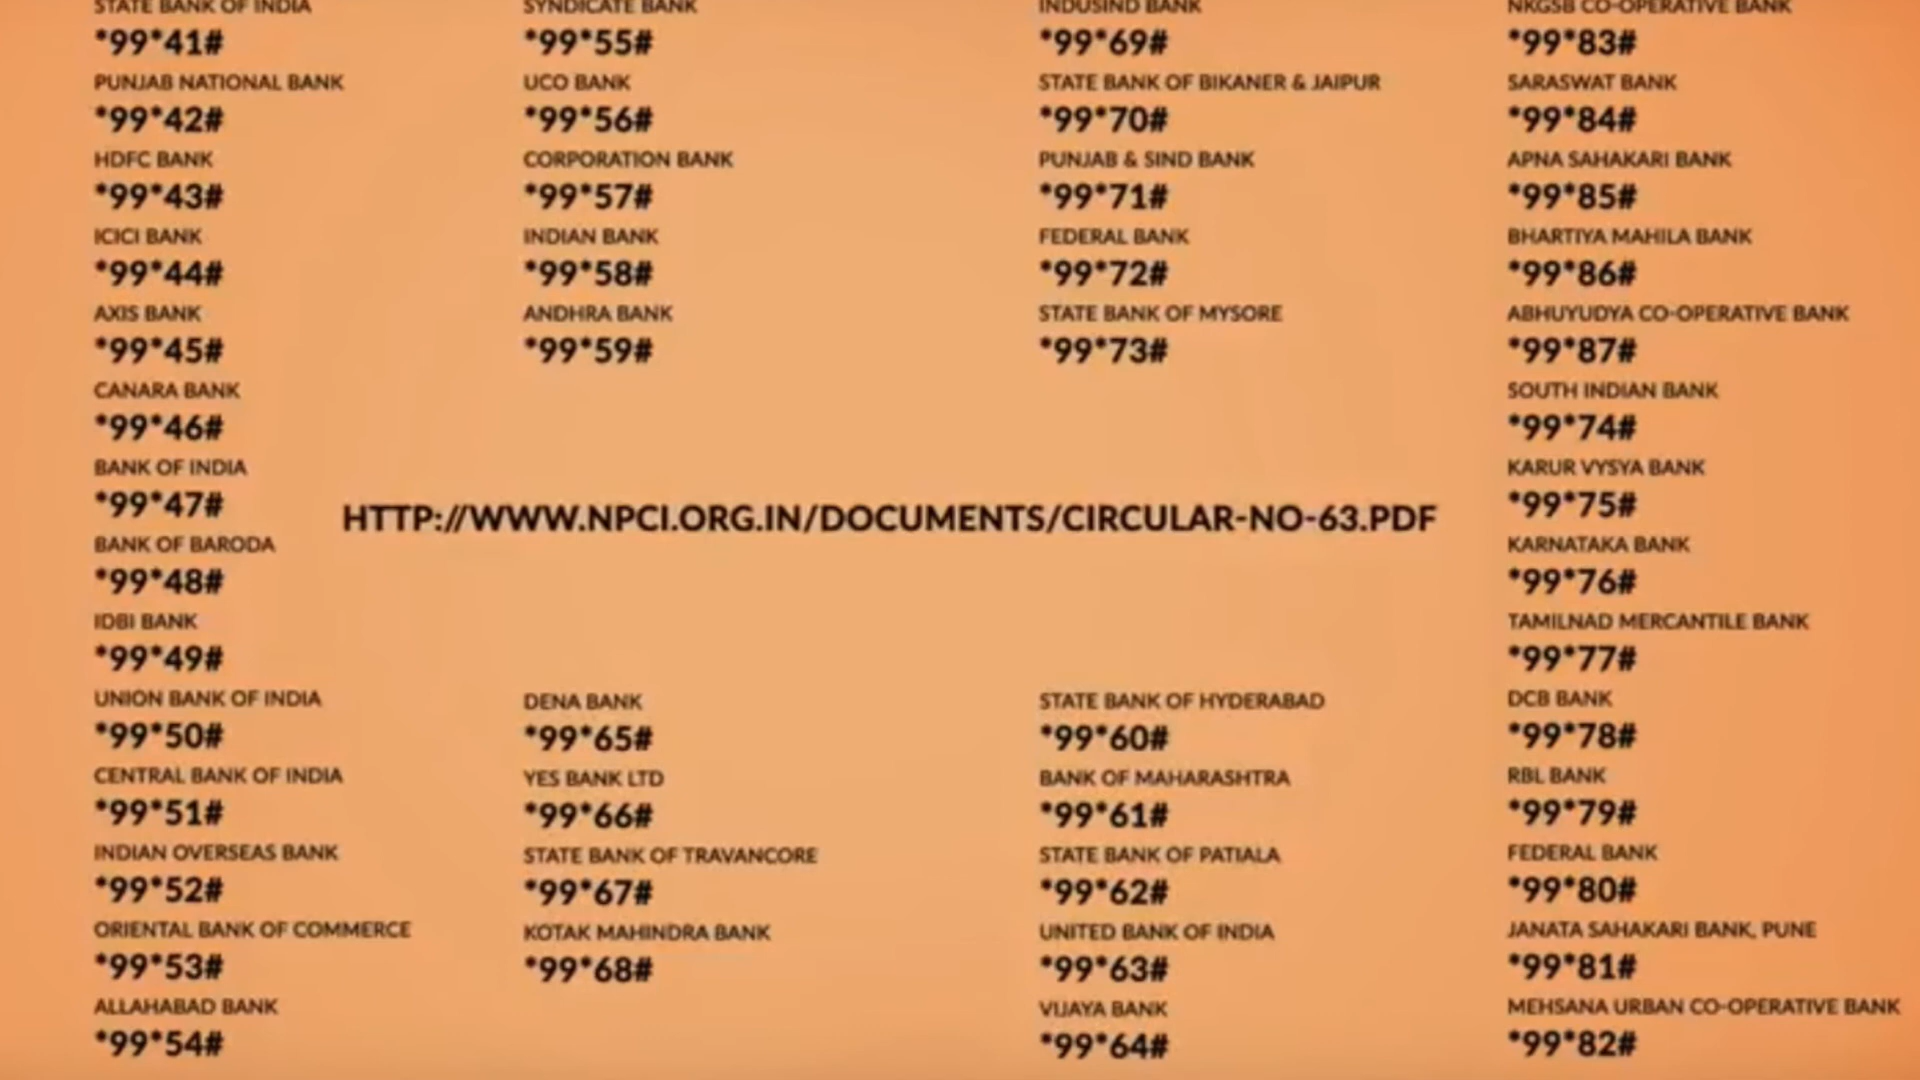 STATE BANK OF INDIA
*99*41#
PUNJAB NATIONAL BANK
*99*42#
HDFC BANK
*99*43#
ICICI BANK
*99*44#
AXIS BANK
*99*45#
CANARA BANK
*99*46#
BANK OF INDIA
*99*47#
BANK OF BARODA
*99*48#
IDBI BANK
*99*49#
UNION BANK OF INDIA
*99*50#
CENTRAL BANK OF INDIA
*99*51#
INDIAN OVERSEAS BANK
*99*52#
ORIENTAL BANK OF COMMERCE
*99*53#
ALLAHABAD BANK
*99*54#
SYNDICATE BANK
*99*55#
UCO BANK
*99*56#
CORPORATION BANK
*99*57#
INDIAN BANK
*99*58#
ANDHRA BANK
*99*59#
INDUSIND BANK
*99*69#
STATE BANK OF BIKANER & JAIPUR
*99*70#
PUNJAB & SIND BANK
*99*71#
FEDERAL BANK
*99*72#
STATE BANK OF MYSORE
*99*73#
HTTP://WWW.NPCI.ORG.IN/DOCUMENTS/CIRCULAR-NO-63.PDF
DENA BANK
*99*65#
YES BANK LTD
*99*66#
STATE BANK OF TRAVANCORE
*99*67#
KOTAK MAHINDRA BANK
*99*68#
STATE BANK OF HYDERABAD
*99*60#
BANK OF MAHARASHTRA
*99*61#
STATE BANK OF PATIALA
*99*62#
UNITED BANK OF INDIA
*99*63#
VIJAYA BANK
*99*64#
NKGSB CO-OPERATIVE BANK
*99*83#
SARASWAT BANK
*99*84#
APNA SAHAKARI BANK
*99*85#
BHARTIYA MAHILA BANK
*99*86#
ABHUYUDYA CO-OPERATIVE BANK
*99*87#
SOUTH INDIAN BANK
*99*74#
KARUR VYSYA BANK
*99*75#
KARNATAKA BANK
*99*76#
TAMILNAD MERCANTILE BANK
*99*77#
DCB BANK
*99*78#
RBL BANK
*99*79#
FEDERAL BANK
*99*80#
JANATA SAHAKARI BANK, PUNE
*99*81#
MEHSANA URBAN CO-OPERATIVE BANK
*99*82#